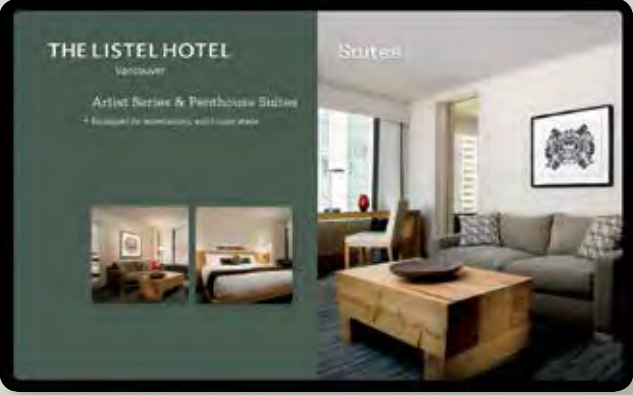 THE LISTEL HOTEL
Vancouver
Suites
Artist Series & Penthouse Suites